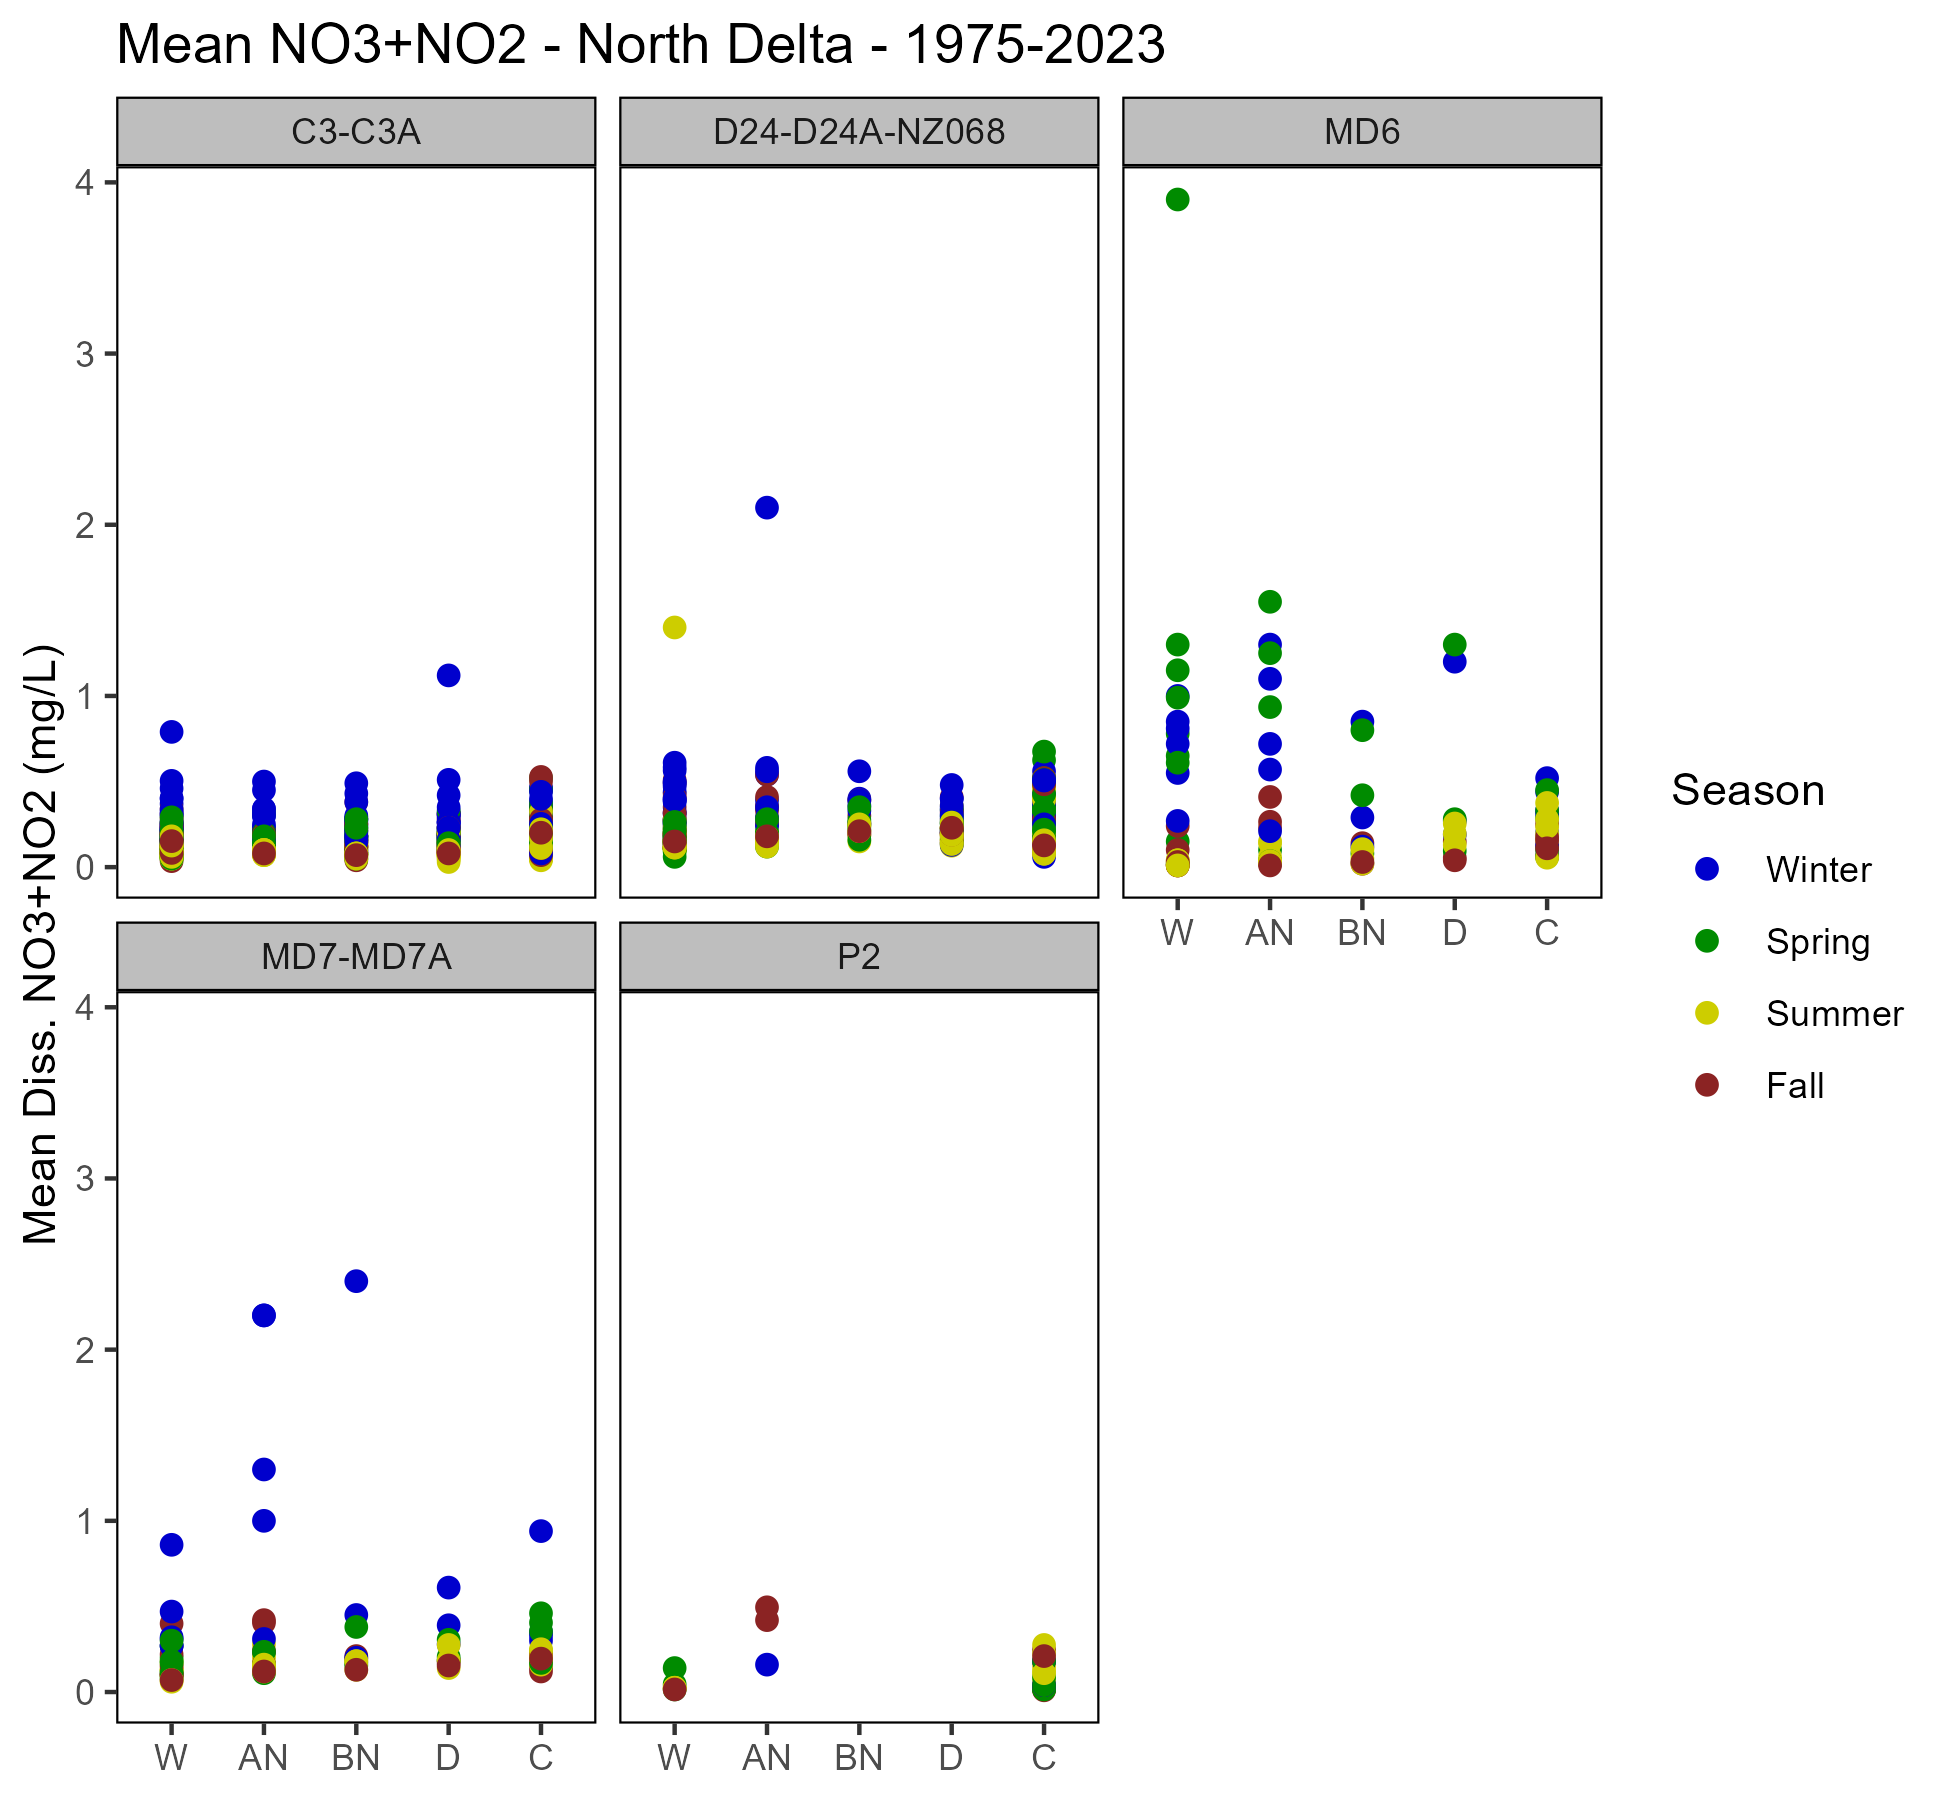 Mean NO3+NO2 - North Delta - 1975-2023
C3-C3A
D24-D24A-NZ068
MD6
4
3
2
1
0
W AN BN D C
MD7-MD7A
P2
4
3
2
1
0
W AN BN D C
W AN BN D C
Mean Diss. NO3+NO2 (mg/L)
Season
Winter
Spring
Summer
Fall